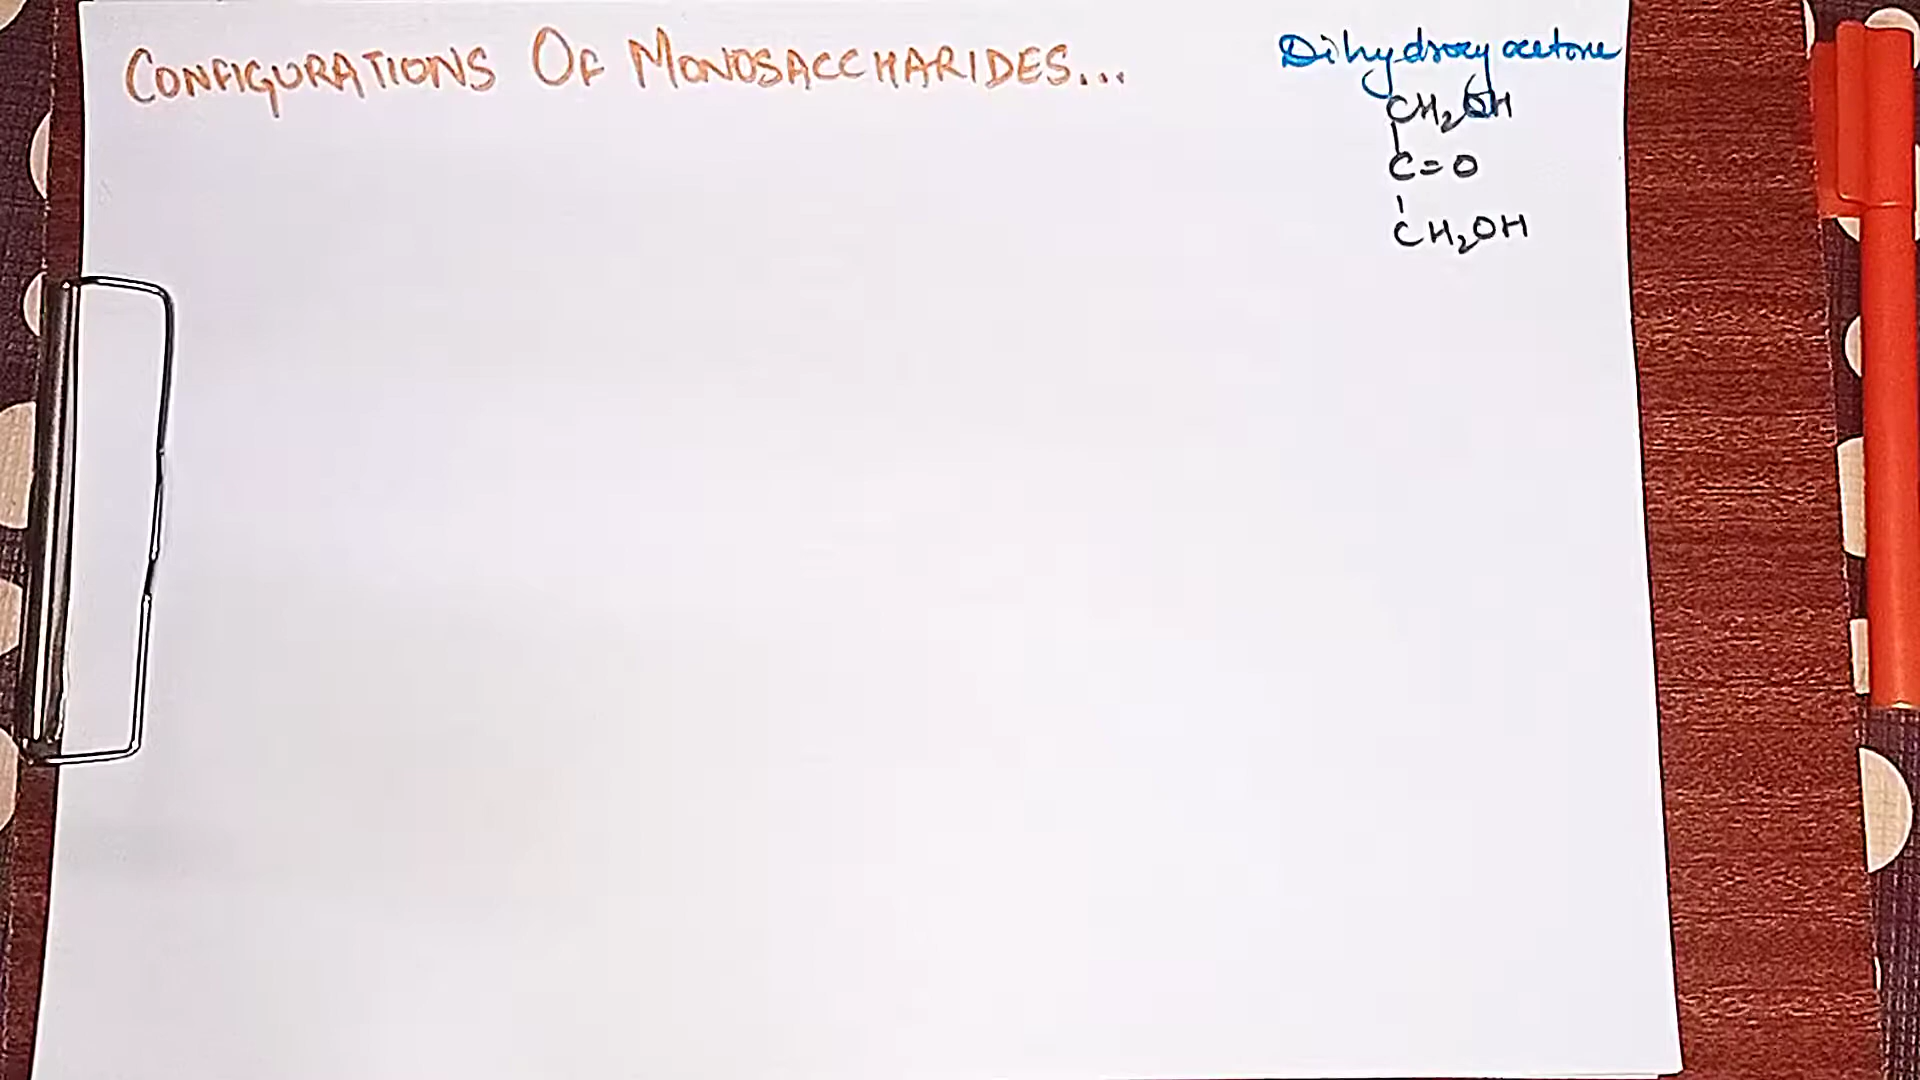 CONFIGURATIONS OF MONOSACCHARIDES...
Dihydroxy acetone
CH₂OH
C=O
CH₂OH